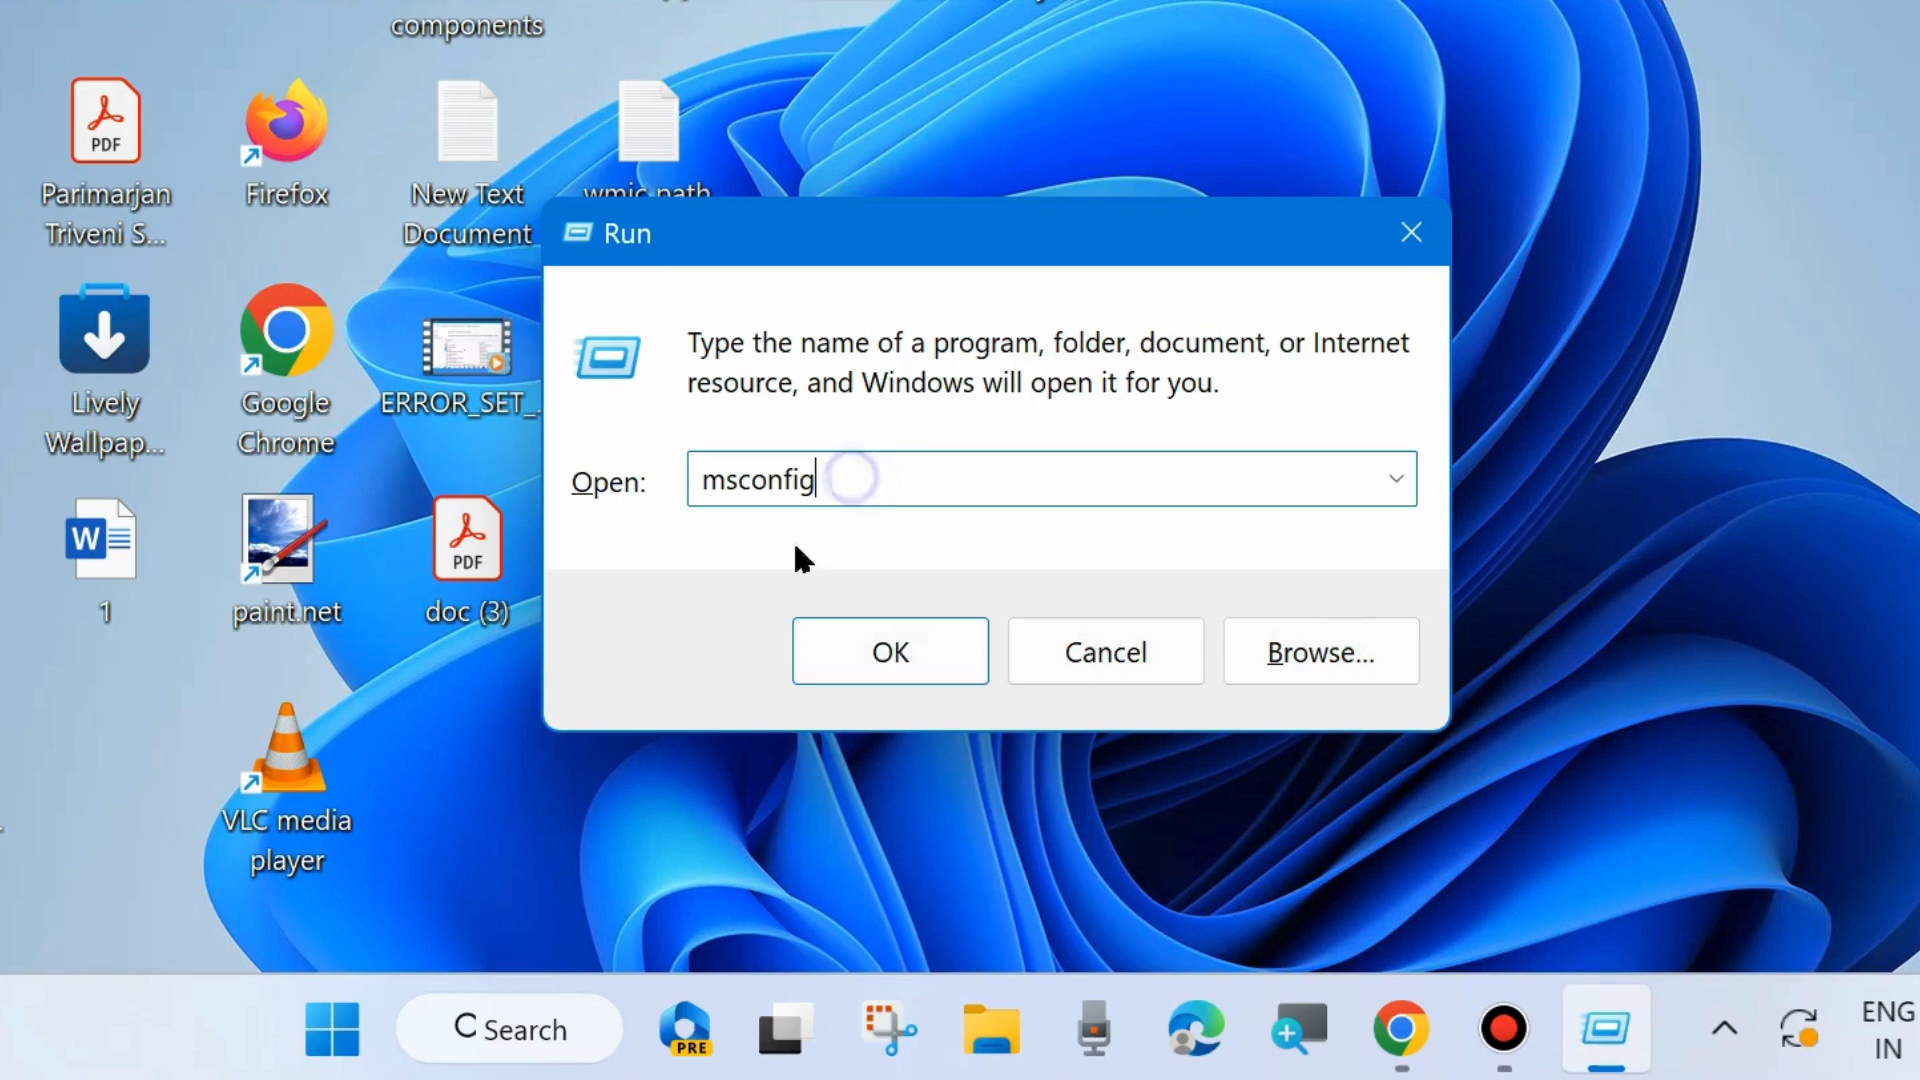 components
PDF
Parimarjan
Triveni S...
Firefox
New Text
Document
wmic path
Lively
Wallpap...
Google
Chrome
ERROR_SET_.
W
1
paint.net
PDF
doc (3)
VLC media
player
Run
Type the name of a program, folder, document, or Internet
resource, and Windows will open it for you.
Open:
msconfig
OK
Cancel
Browse...
Search
PRE
ENG
IN